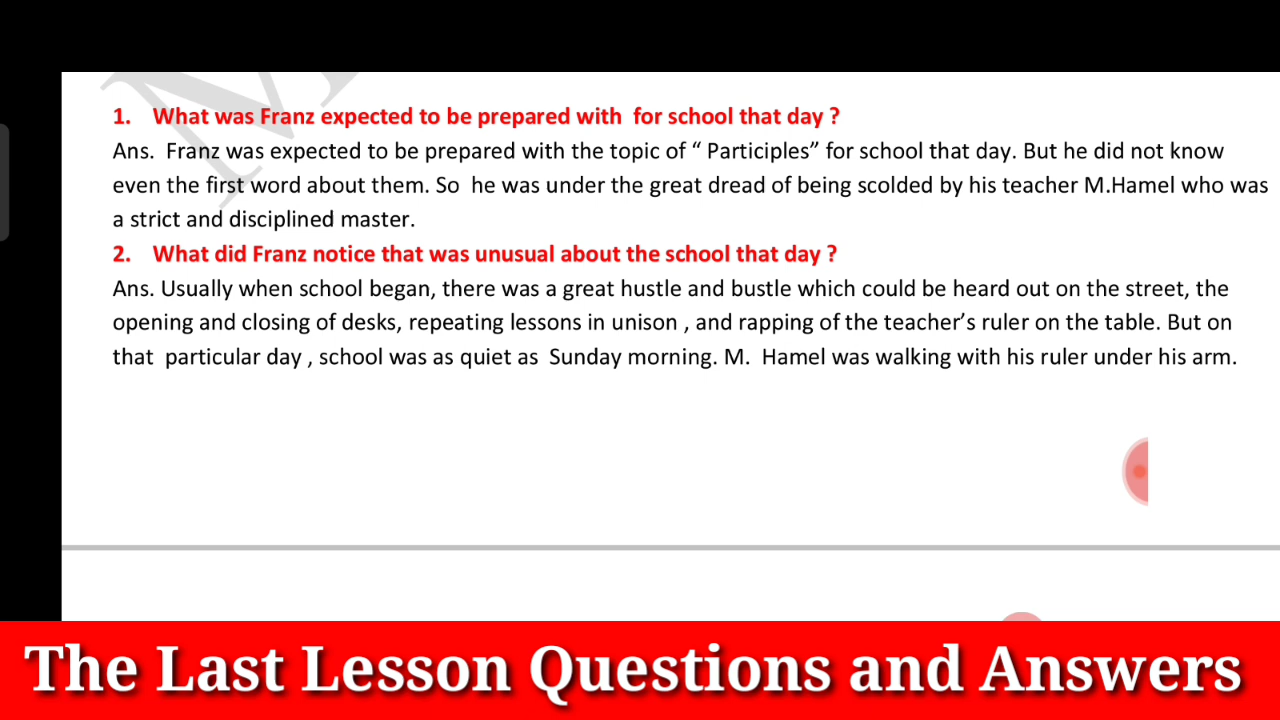 1. What was Franz expected to be prepared with for school that day ?
Ans. Franz was expected to be prepared with the topic of “ Participles” for school that day. But he did not know
even the first word about them. So he was under the great dread of being scolded by his teacher M.Hamel who was
a strict and disciplined master.
2. What did Franz notice that was unusual about the school that day ?
Ans. Usually when school began, there was a great hustle and bustle which could be heard out on the street, the
opening and closing of desks, repeating lessons in unison , and rapping of the teacher’s ruler on the table. But on
that particular day , school was as quiet as Sunday morning. M. Hamel was walking with his ruler under his arm.
The Last Lesson Questions and Answers